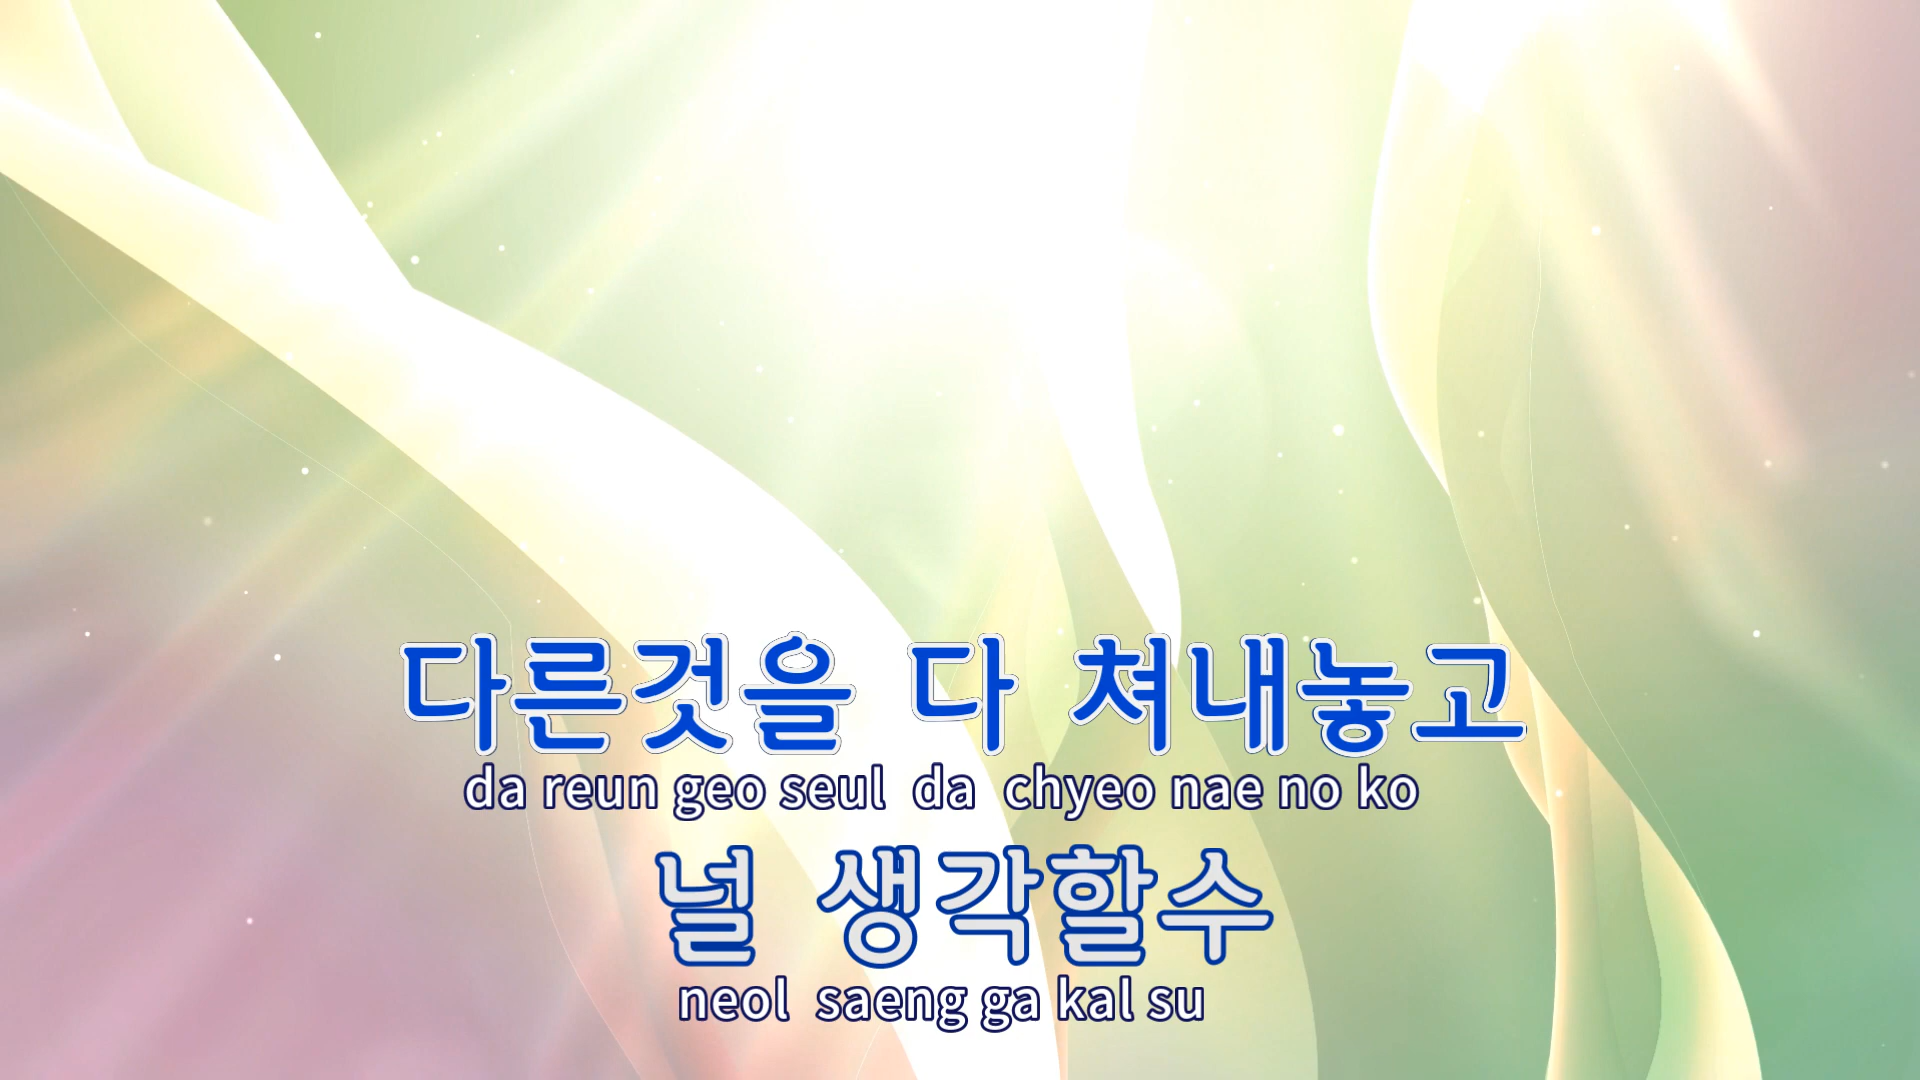 다른것을 다 쳐내놓고
da reun geo seul da chyeo nae no ko
널 생각할수
neol saeng ga kal su